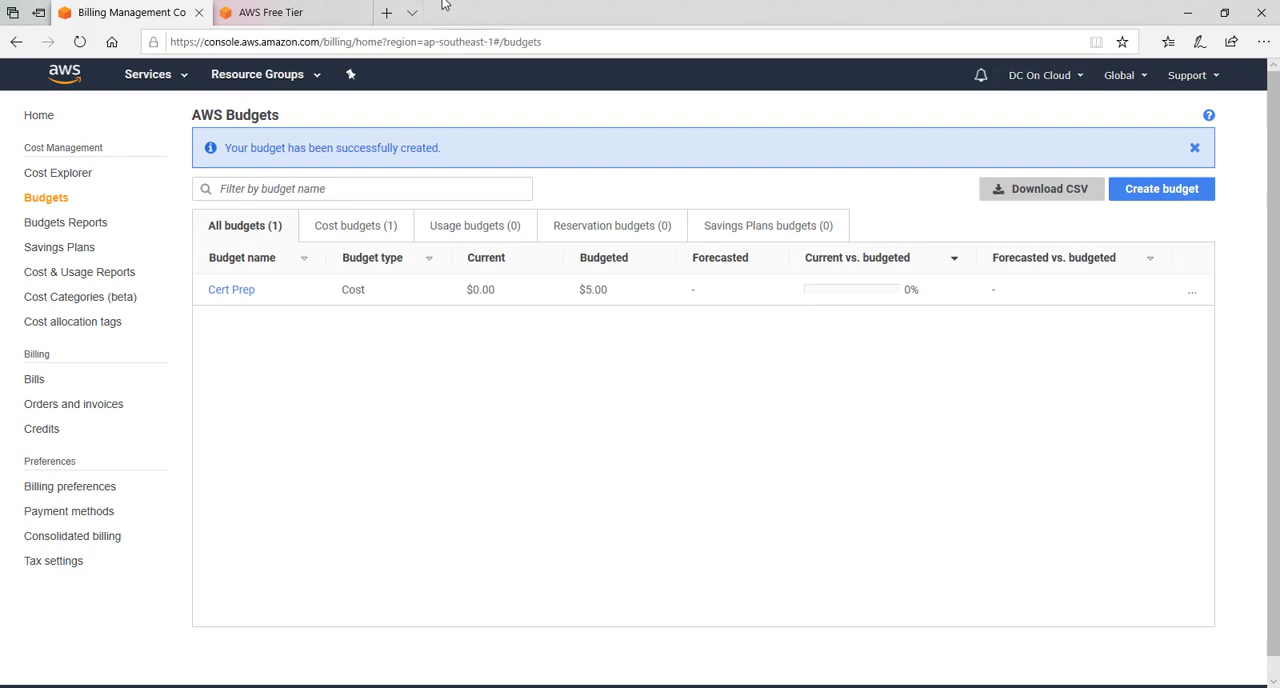 Billing Management Co
AWS Free Tier
https://console.aws.amazon.com/billing/home?region=ap-southeast-1#/budgets
aws
Services
Resource Groups
DC On Cloud
Global
Support
Home
Cost Management
Cost Explorer
Budgets
Budgets Reports
Savings Plans
Cost & Usage Reports
Cost Categories (beta)
Cost allocation tags
Billing
Bills
Orders and invoices
Credits
Preferences
Billing preferences
Payment methods
Consolidated billing
Tax settings
AWS Budgets
Your budget has been successfully created.
Filter by budget name
Download CSV
Create budget
All budgets (1)
Cost budgets (1)
Usage budgets (0)
Reservation budgets (0)
Savings Plans budgets (0)
Budget name
Budget type
Current
Budgeted
Forecasted
Current vs. budgeted
Forecasted vs. budgeted
Cert Prep
Cost
$0.00
$5.00
-
0%
-
...